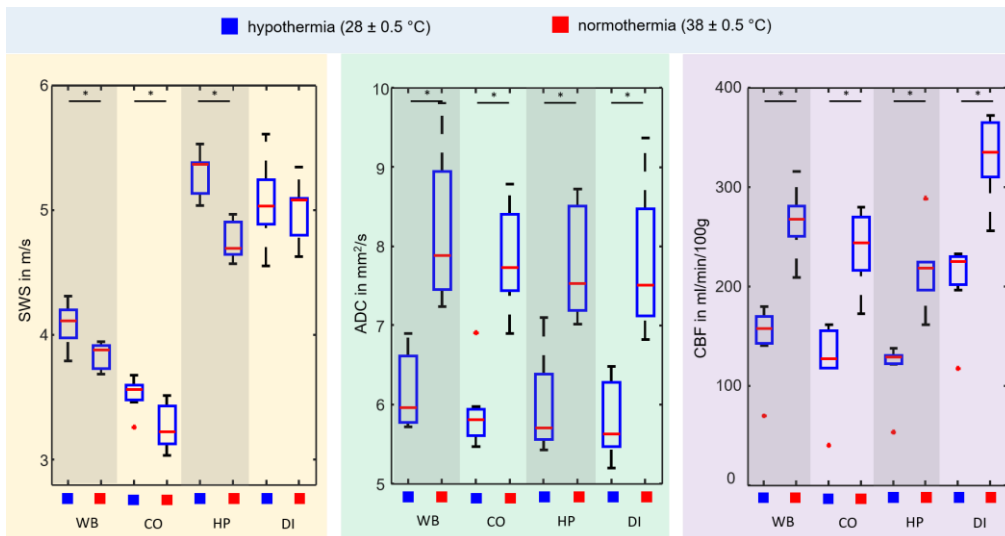 hypothermia (28 ± 0.5 °C) normothermia (38 ± 0.5 °C)
SWS in m/s
6
5
4
3
* * *
WB CO HP DI
ADC in mm²/s
10
9
8
7
6
5
* * * *
WB CO HP DI
CBF in ml/min/100g
400
300
200
100
0
* * * *
WB CO HP DI